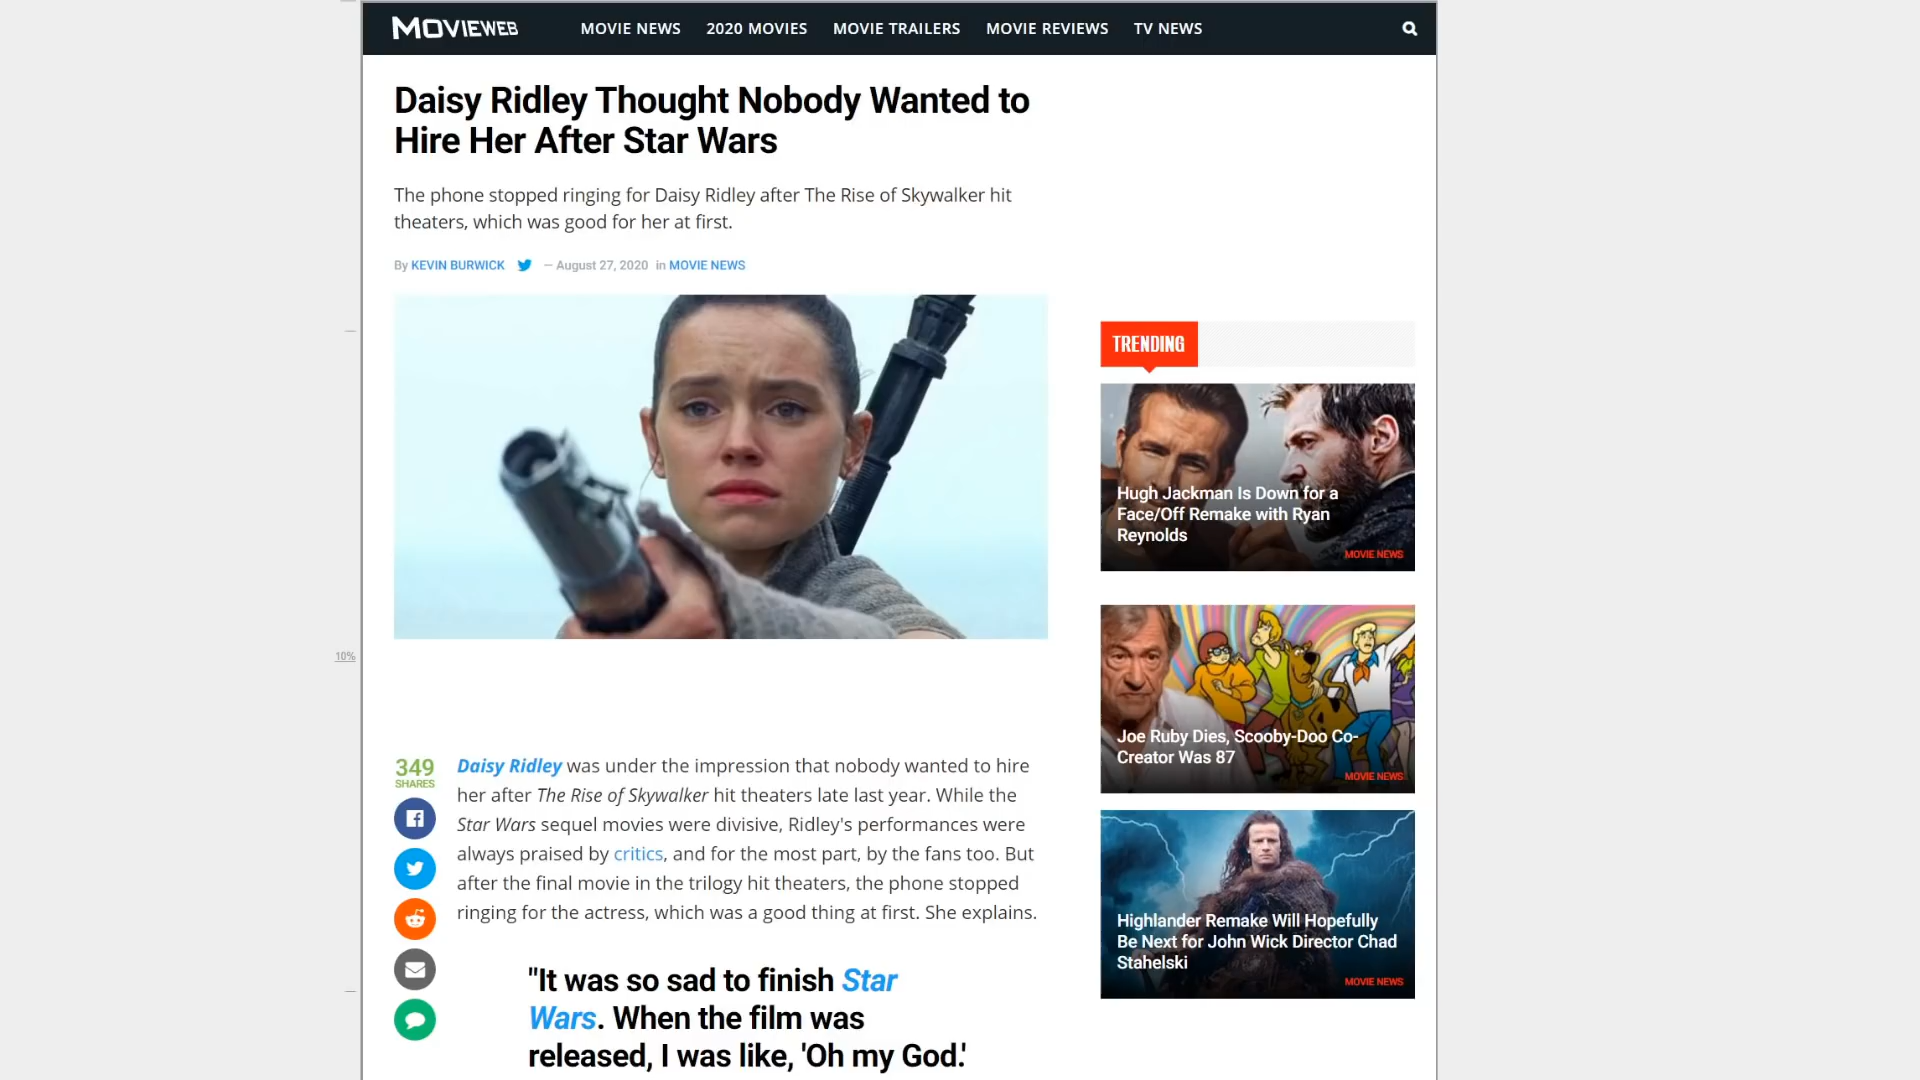 MOVIEWEB
MOVIE NEWS
2020 MOVIES
MOVIE TRAILERS
MOVIE REVIEWS
TV NEWS
Daisy Ridley Thought Nobody Wanted to
Hire Her After Star Wars
The phone stopped ringing for Daisy Ridley after The Rise of Skywalker hit
theaters, which was good for her at first.
By KEVIN BURWICK — August 27, 2020 in MOVIE NEWS
10%
349
SHARES
Daisy Ridley was under the impression that nobody wanted to hire
her after The Rise of Skywalker hit theaters late last year. While the
Star Wars sequel movies were divisive, Ridley's performances were
always praised by critics, and for the most part, by the fans too. But
after the final movie in the trilogy hit theaters, the phone stopped
ringing for the actress, which was a good thing at first. She explains.
"It was so sad to finish Star
Wars. When the film was
released, I was like, 'Oh my God.'
TRENDING
Hugh Jackman Is Down for a
Face/Off Remake with Ryan
Reynolds
MOVIE NEWS
Joe Ruby Dies, Scooby-Doo Co-
Creator Was 87
MOVIE NEWS
Highlander Remake Will Hopefully
Be Next for John Wick Director Chad
Stahelski
MOVIE NEWS